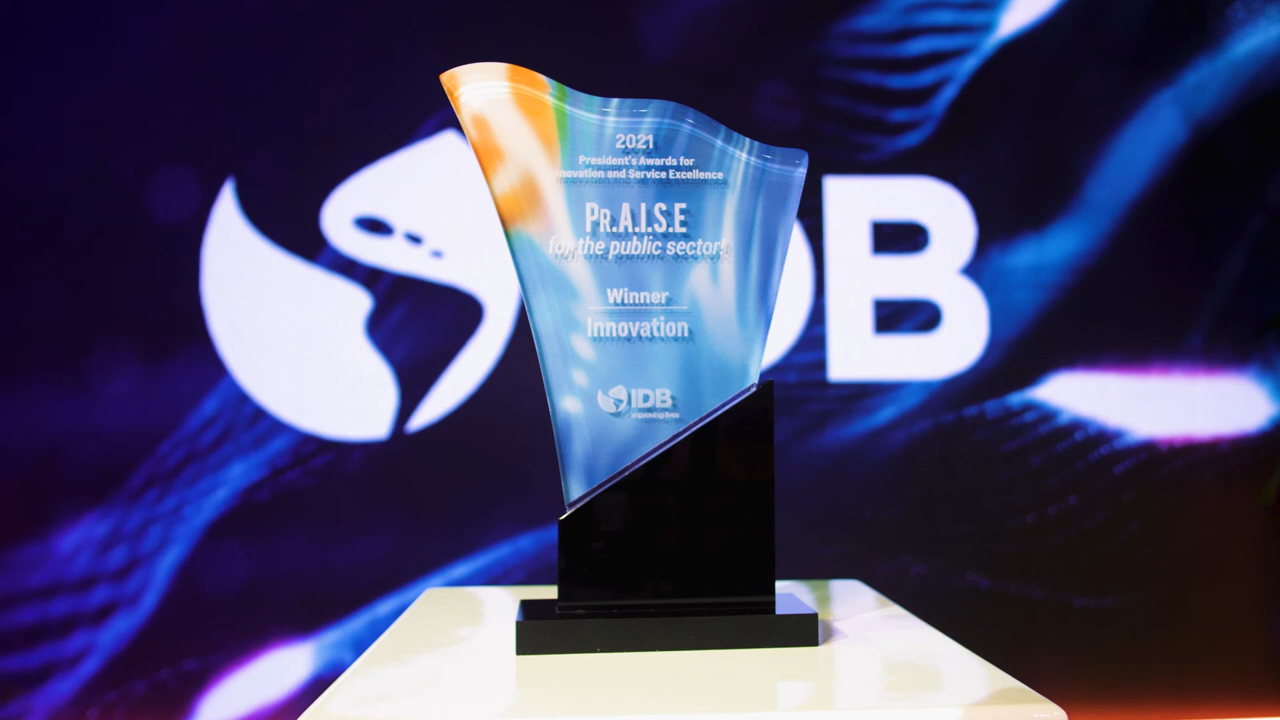 2021
President's Awards for
Innovation and Service Excellence
PR.A.I.S.E
for the public sector!
Winner
Innovation
IDB
improving lives
DB